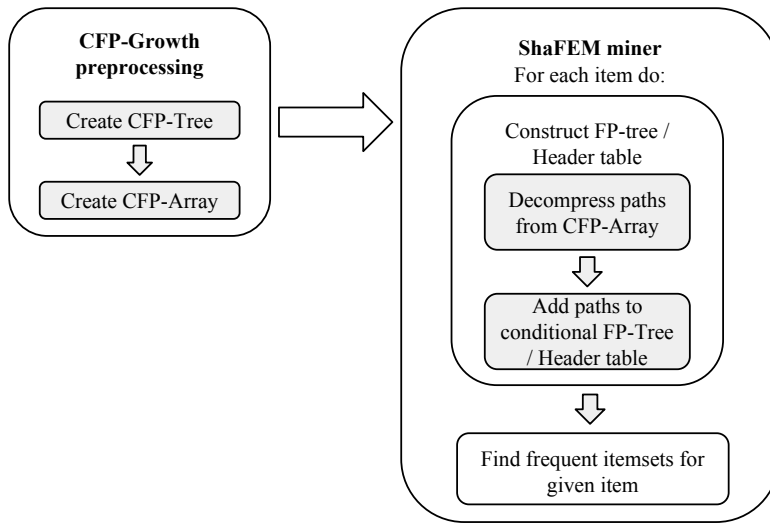 CFP-Growth
preprocessing
Create CFP-Tree
Create CFP-Array
ShaFEM miner
For each item do:
Construct FP-tree /
Header table
Decompress paths
from CFP-Array
Add paths to
conditional FP-Tree
/ Header table
Find frequent itemsets for
given item